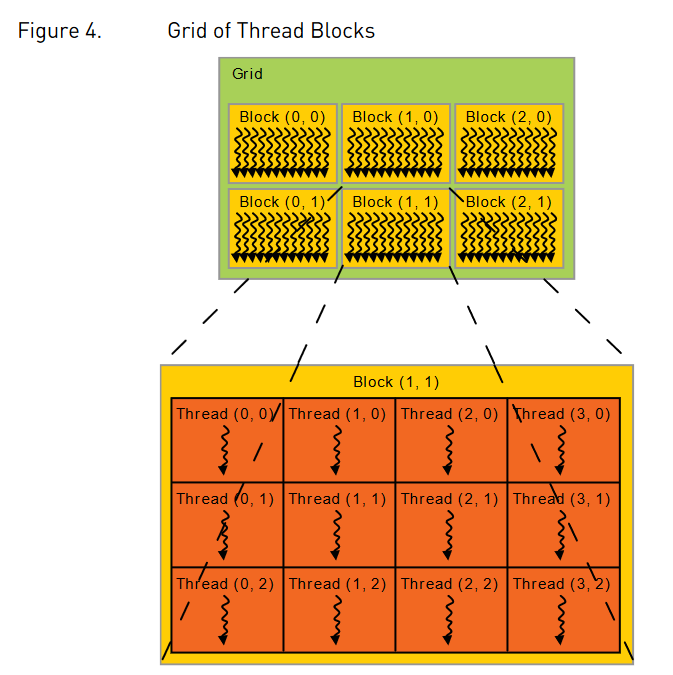 Figure 4. Grid of Thread Blocks
Grid
Block (0, 0) Block (1, 0) Block (2, 0)
Block (0, 1) Block (1, 1) Block (2, 1)
Block (1, 1)
Thread (0, 0) Thread (1, 0) Thread (2, 0) Thread (3, 0)
Thread (0, 1) Thread (1, 1) Thread (2, 1) Thread (3, 1)
Thread (0, 2) Thread (1, 2) Thread (2, 2) Thread (3, 2)